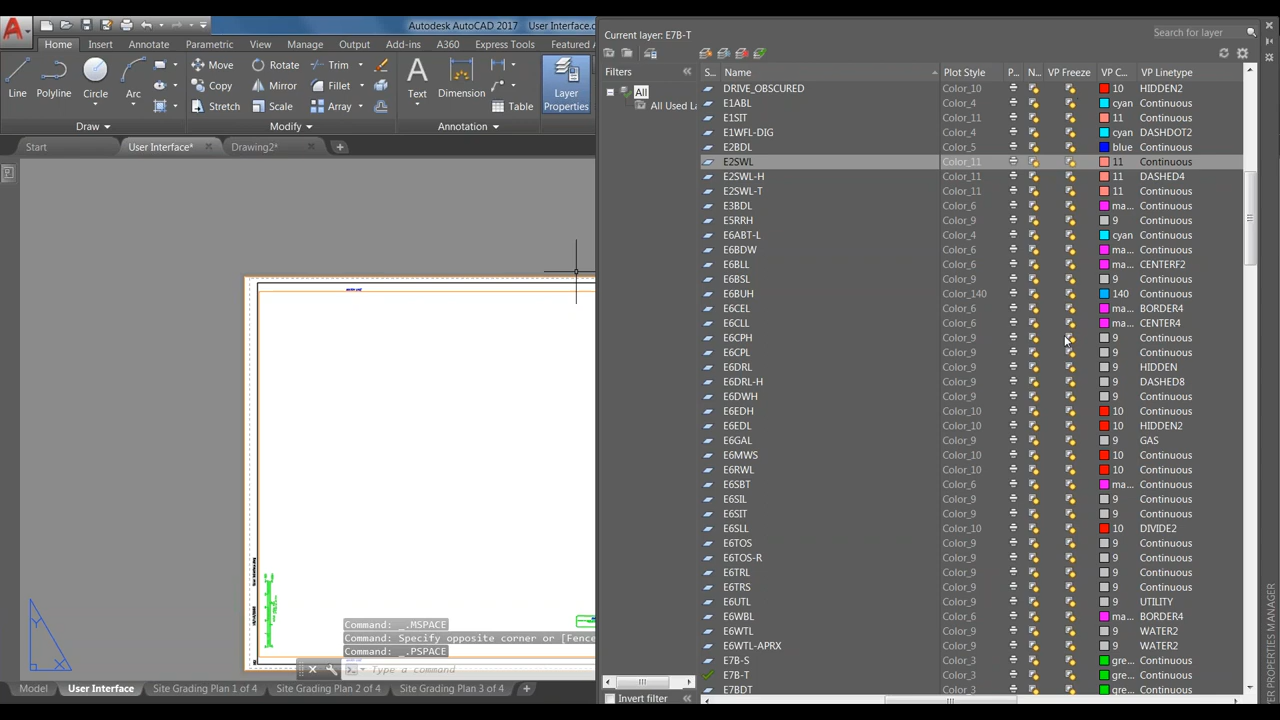 Autodesk AutoCAD 2017 User Interface.
Home Insert Annotate Parametric View Manage Output Add-ins A360 Express Tools Featured
Line Polyline Circle Arc
Move Rotate Trim
Copy Mirror Fillet
Stretch Scale Array
Text Dimension Table
Layer Properties
Draw Modify Annotation
Start User Interface* Drawing2*
Current layer: E7B-T
Search for layer
Filters
All
All Used La
S... Name Plot Style P... N... VP Freeze VP C... VP Linetype
DRIVE_OBSCURED Color_10 10 HIDDEN2
E1ABL Color_4 cyan Continuous
E1SIT Color_11 11 Continuous
E1WFL-DIG Color_4 cyan DASHDOT2
E2BDL Color_5 blue Continuous
E2SWL Color_11 11 Continuous
E2SWL-H Color_11 11 DASHED4
E2SWL-T Color_11 11 Continuous
E3BDL Color_6 ma... Continuous
E5RRH Color_9 9 Continuous
E6ABT-L Color_4 cyan Continuous
E6BDW Color_6 ma... Continuous
E6BLL Color_6 ma... CENTERF2
E6BSL Color_9 9 Continuous
E6BUH Color_140 140 Continuous
E6CEL Color_6 ma... BORDER4
E6CLL Color_6 ma... CENTER4
E6CPH Color_9 9 Continuous
E6CPL Color_9 9 Continuous
E6DRL Color_9 9 HIDDEN
E6DRL-H Color_9 9 DASHED8
E6DWH Color_9 9 Continuous
E6EDH Color_10 10 Continuous
E6EDL Color_10 10 HIDDEN2
E6GAL Color_9 9 GAS
E6MWS Color_10 10 Continuous
E6RWL Color_10 10 Continuous
E6SBT Color_6 ma... Continuous
E6SIL Color_9 9 Continuous
E6SIT Color_9 9 Continuous
E6SLL Color_10 10 DIVIDE2
E6TOS Color_9 9 Continuous
E6TOS-R Color_9 9 Continuous
E6TRL Color_9 9 Continuous
E6TRS Color_9 9 Continuous
E6UTL Color_9 9 UTILITY
E6WBL Color_6 ma... BORDER4
E6WTL Color_9 9 WATER2
E6WTL-APRX Color_9 9 WATER2
E7B-S Color_3 gre... Continuous
E7B-T Color_3 gre... Continuous
E7BDT Color_3 gre... Continuous
Invert filter
LAYER PROPERTIES MANAGER
Command: _.MSPACE
Command: Specify opposite corner or [Fence
Command: _.PSPACE
Type a command
Model User Interface Site Grading Plan 1 of 4 Site Grading Plan 2 of 4 Site Grading Plan 3 of 4